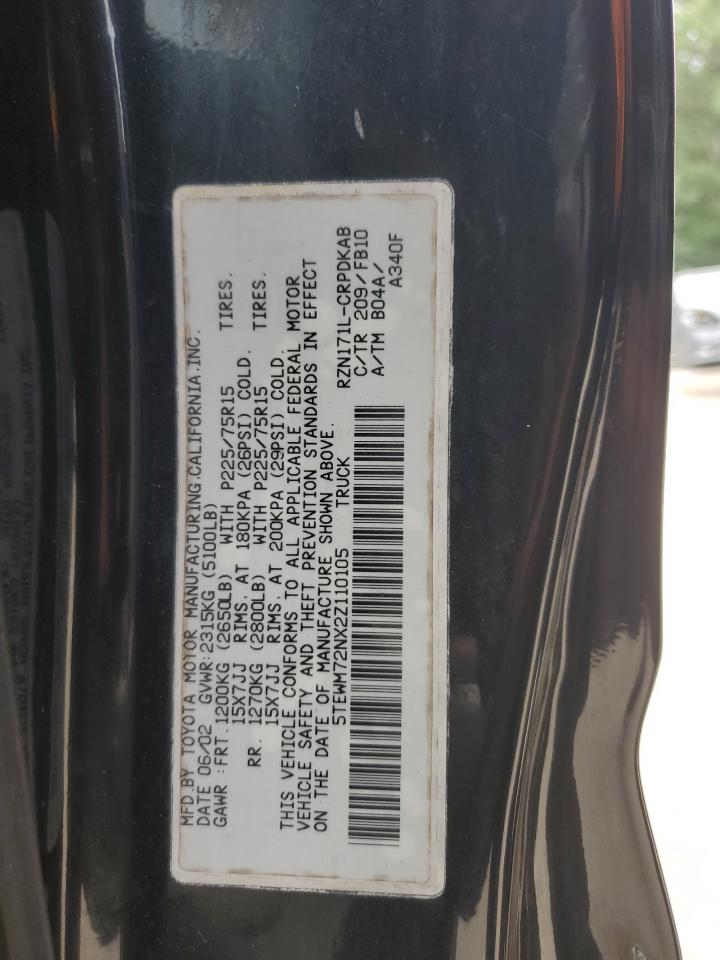 MFD.BY TOYOTA MOTOR MANUFACTURING.CALIFORNIA.INC.
DATE 06/02 GVWR:2315KG (5100LB)
GAWR :FRT.1200KG (2650LB) WITH P225/75R15 TIRES.
15X7JJ RIMS. AT 180KPA (26PSI) COLD.
RR. 1270KG (2800LB) WITH P225/75R15 TIRES.
15X7JJ RIMS. AT 200KPA (29PSI) COLD.
THIS VEHICLE CONFORMS TO ALL APPLICABLE FEDERAL MOTOR
VEHICLE SAFETY AND THEFT PREVENTION STANDARDS IN EFFECT
ON THE DATE OF MANUFACTURE SHOWN ABOVE.
5TEWM72NX2Z110105 TRUCK RZN171L-CRPDKAB
C/TR 209/FB10
A/TM B04A/
A340F